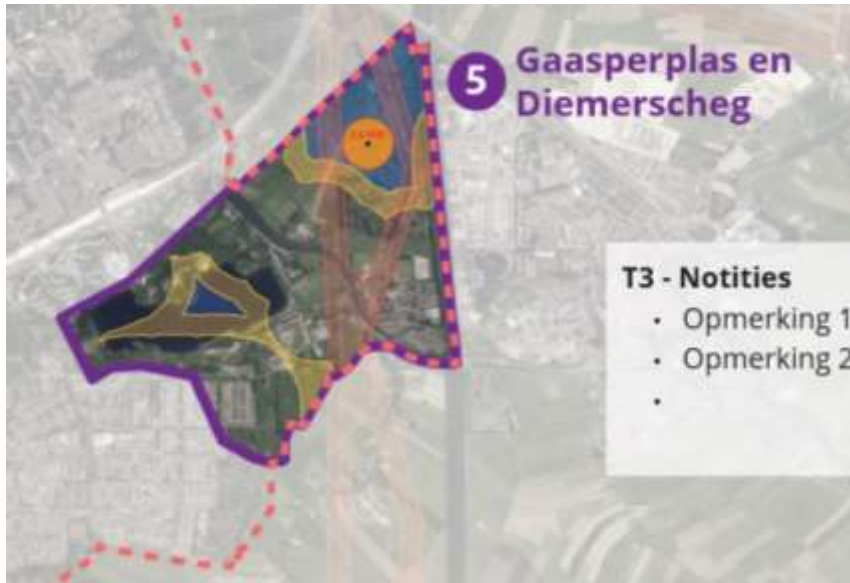 5
Gaasperplas en
Diemerscheg
T3 - Notities
• Opmerking 1
• Opmerking 2
•